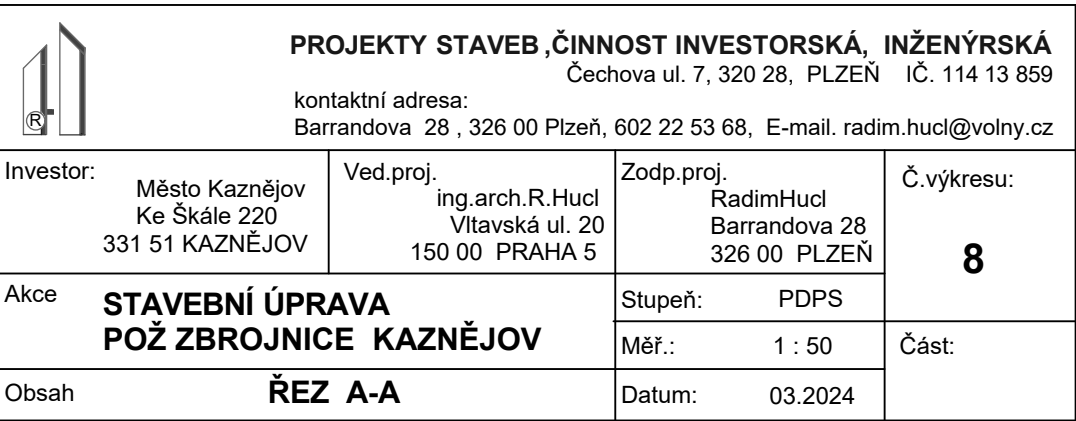 ®
PROJEKTY STAVEB ,ČINNOST INVESTORSKÁ, INŽENÝRSKÁ
Čechova ul. 7, 320 28, PLZEŇ IČ. 114 13 859
kontaktní adresa:
Barrandova 28 , 326 00 Plzeň, 602 22 53 68, E-mail. radim.hucl@volny.cz
Investor:
Město Kaznějov
Ke Škále 220
331 51 KAZNĚJOV
Ved.proj.
ing.arch.R.Hucl
Vltavská ul. 20
150 00 PRAHA 5
Zodp.proj.
RadimHucl
Barrandova 28
326 00 PLZEŇ
Č.výkresu:
8
Akce
STAVEBNÍ ÚPRAVA
POŽ ZBROJNICE KAZNĚJOV
Stupeň: PDPS
Měř.: 1 : 50
Část:
Obsah
ŘEZ A-A
Datum: 03.2024